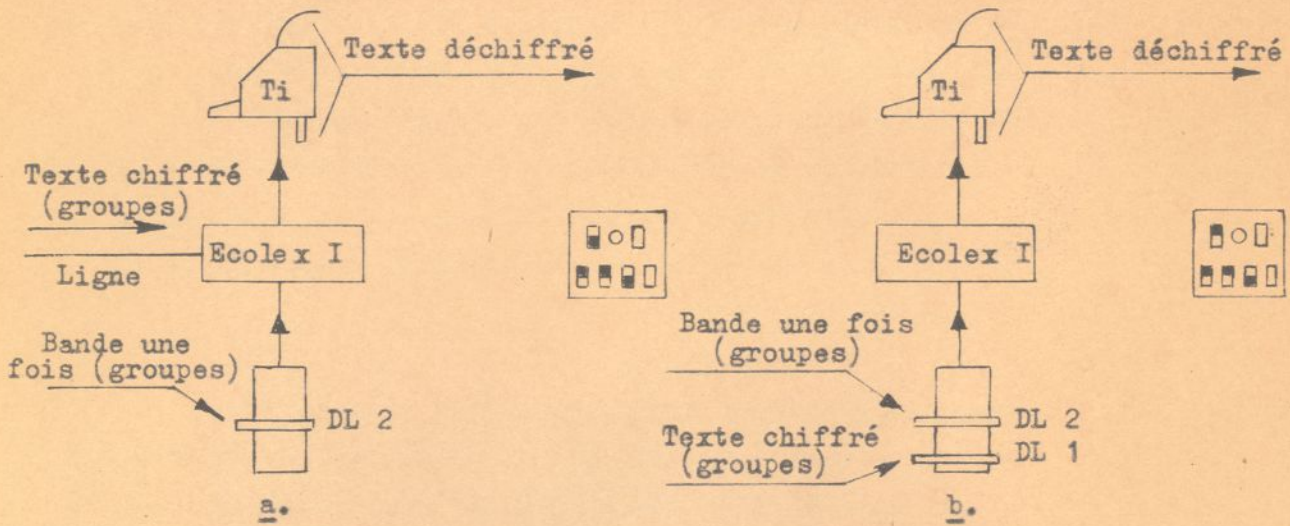 Texte déchiffré
Ti
Texte chiffré
(groupes)
Ecolex I
Ligne
Bande une
fois (groupes)
DL 2
a.
Texte déchiffré
Ti
Ecolex I
Bande une fois
(groupes)
DL 2
Texte chiffré
(groupes)
DL 1
b.